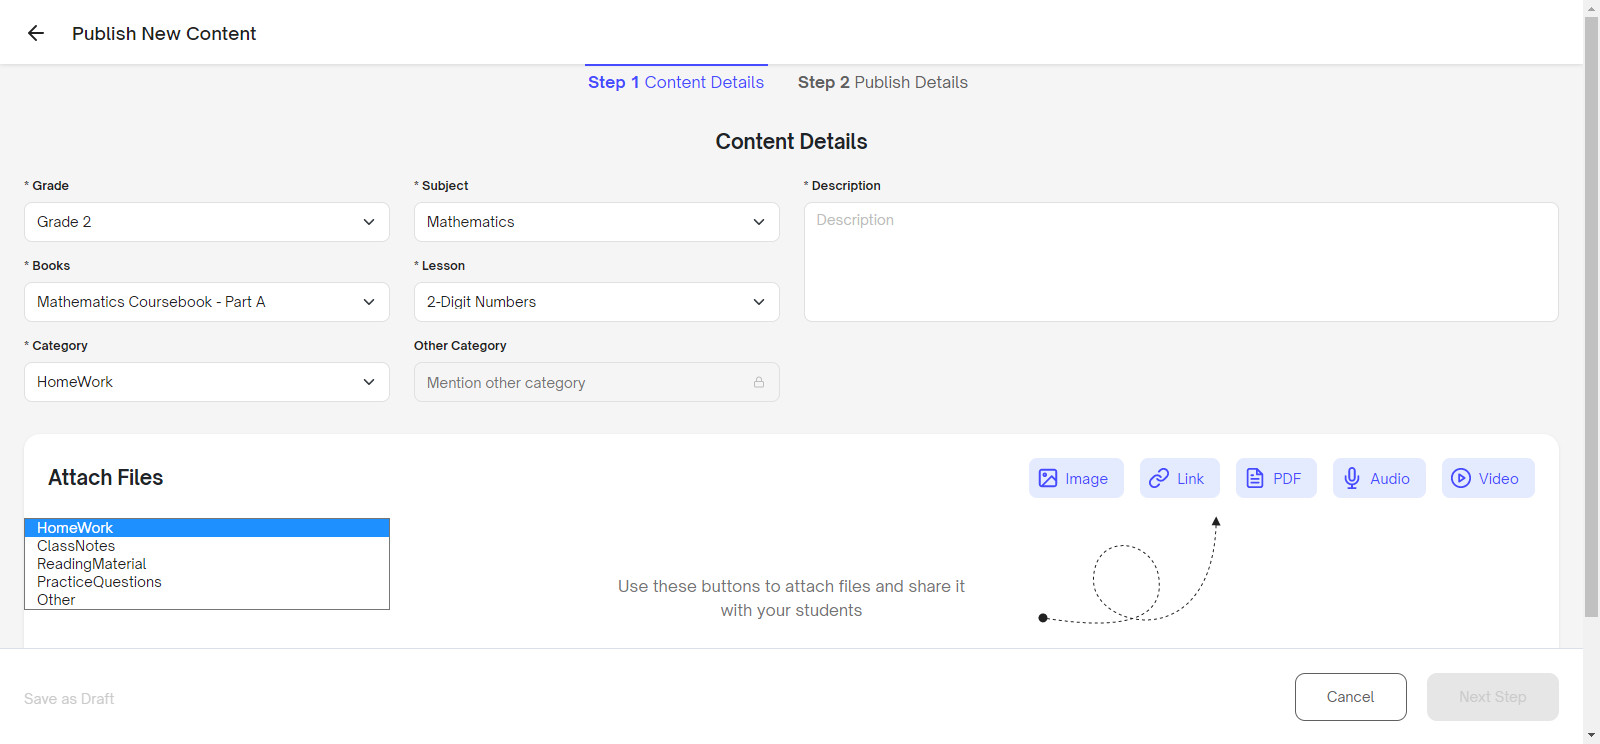 Publish New Content
Step 1 Content Details
Step 2 Publish Details
Content Details
* Grade
Grade 2
* Subject
Mathematics
* Description
Description
* Books
Mathematics Coursebook - Part A
* Lesson
2-Digit Numbers
* Category
HomeWork
Other Category
Mention other category
Attach Files
Image
Link
PDF
Audio
Video
HomeWork
ClassNotes
ReadingMaterial
PracticeQuestions
Other
Use these buttons to attach files and share it
with your students
Save as Draft
Cancel
Next Step